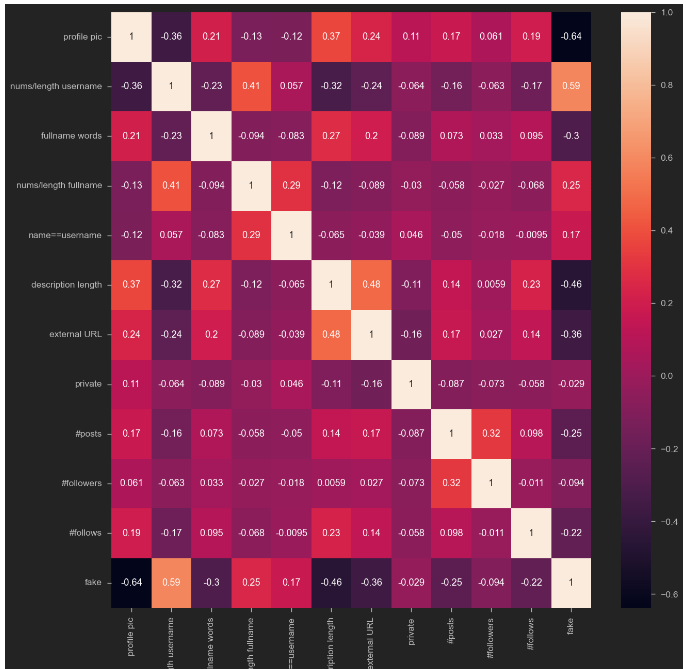 profile pic 1 -0.36 0.21 -0.13 -0.12 0.37 0.24 0.11 0.17 0.061 0.19 -0.64
nums/length username -0.36 1 -0.23 0.41 0.057 -0.32 -0.24 -0.064 -0.16 -0.063 -0.17 0.59
fullname words 0.21 -0.23 1 -0.094 -0.083 0.27 0.2 -0.089 0.073 0.033 0.095 -0.3
nums/length fullname -0.13 0.41 -0.094 1 0.29 -0.12 -0.089 -0.03 -0.058 -0.027 -0.068 0.25
name==username -0.12 0.057 -0.083 0.29 1 -0.065 -0.039 0.046 -0.05 -0.018 -0.0095 0.17
description length 0.37 -0.32 0.27 -0.12 -0.065 1 0.48 -0.11 0.14 0.0059 0.23 -0.46
external URL 0.24 -0.24 0.2 -0.089 -0.039 0.48 1 -0.16 0.17 0.027 0.14 -0.36
private 0.11 -0.064 -0.089 -0.03 0.046 -0.11 -0.16 1 -0.087 -0.073 -0.058 -0.029
#posts 0.17 -0.16 0.073 -0.058 -0.05 0.14 0.17 -0.087 1 0.32 0.098 -0.25
#followers 0.061 -0.063 0.033 -0.027 -0.018 0.0059 0.027 -0.073 0.32 1 -0.011 -0.094
#follows 0.19 -0.17 0.095 -0.068 -0.0095 0.23 0.14 -0.058 0.098 -0.011 1 -0.22
fake -0.64 0.59 -0.3 0.25 0.17 -0.46 -0.36 -0.029 -0.25 -0.094 -0.22 1
profile pic
gth username
lname words
length fullname
==username
ription length
external URL
private
#posts
#followers
#follows
fake
1.0
0.8
0.6
0.4
0.2
0.0
−0.2
−0.4
−0.6